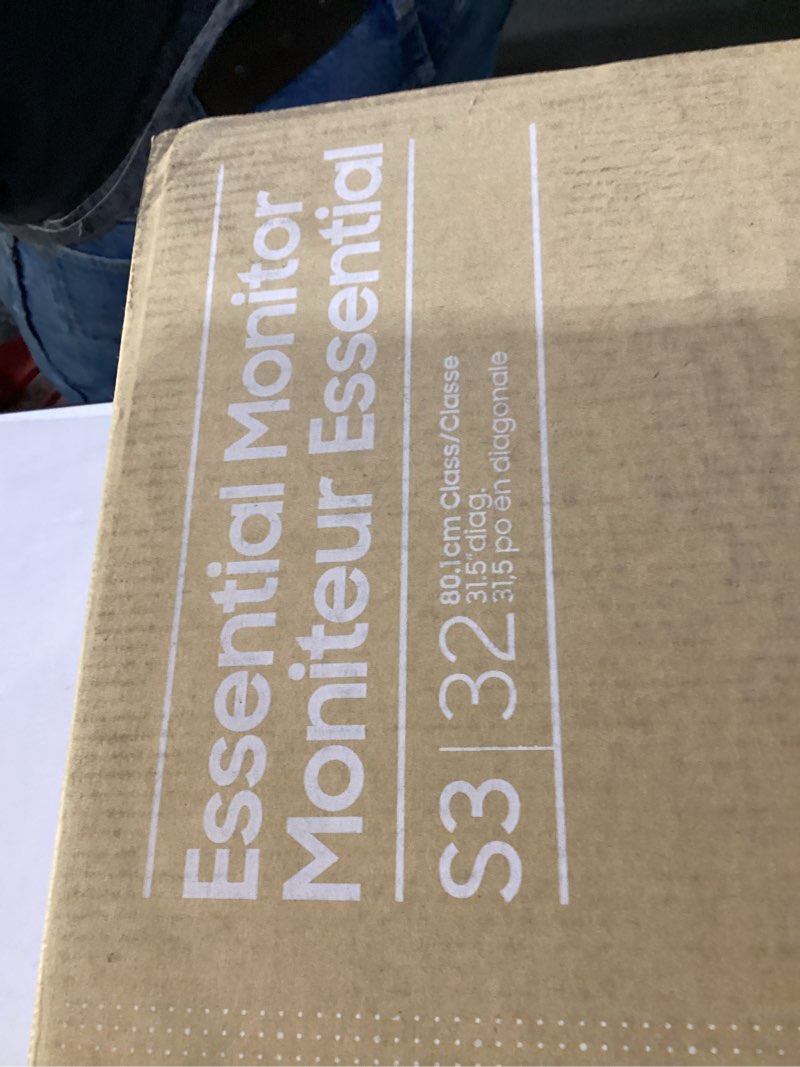 Essential Monitor
Moniteur Essential
S3 | 32
80.1cm Class/Classe
31.5" diag.
31,5 po en diagonale